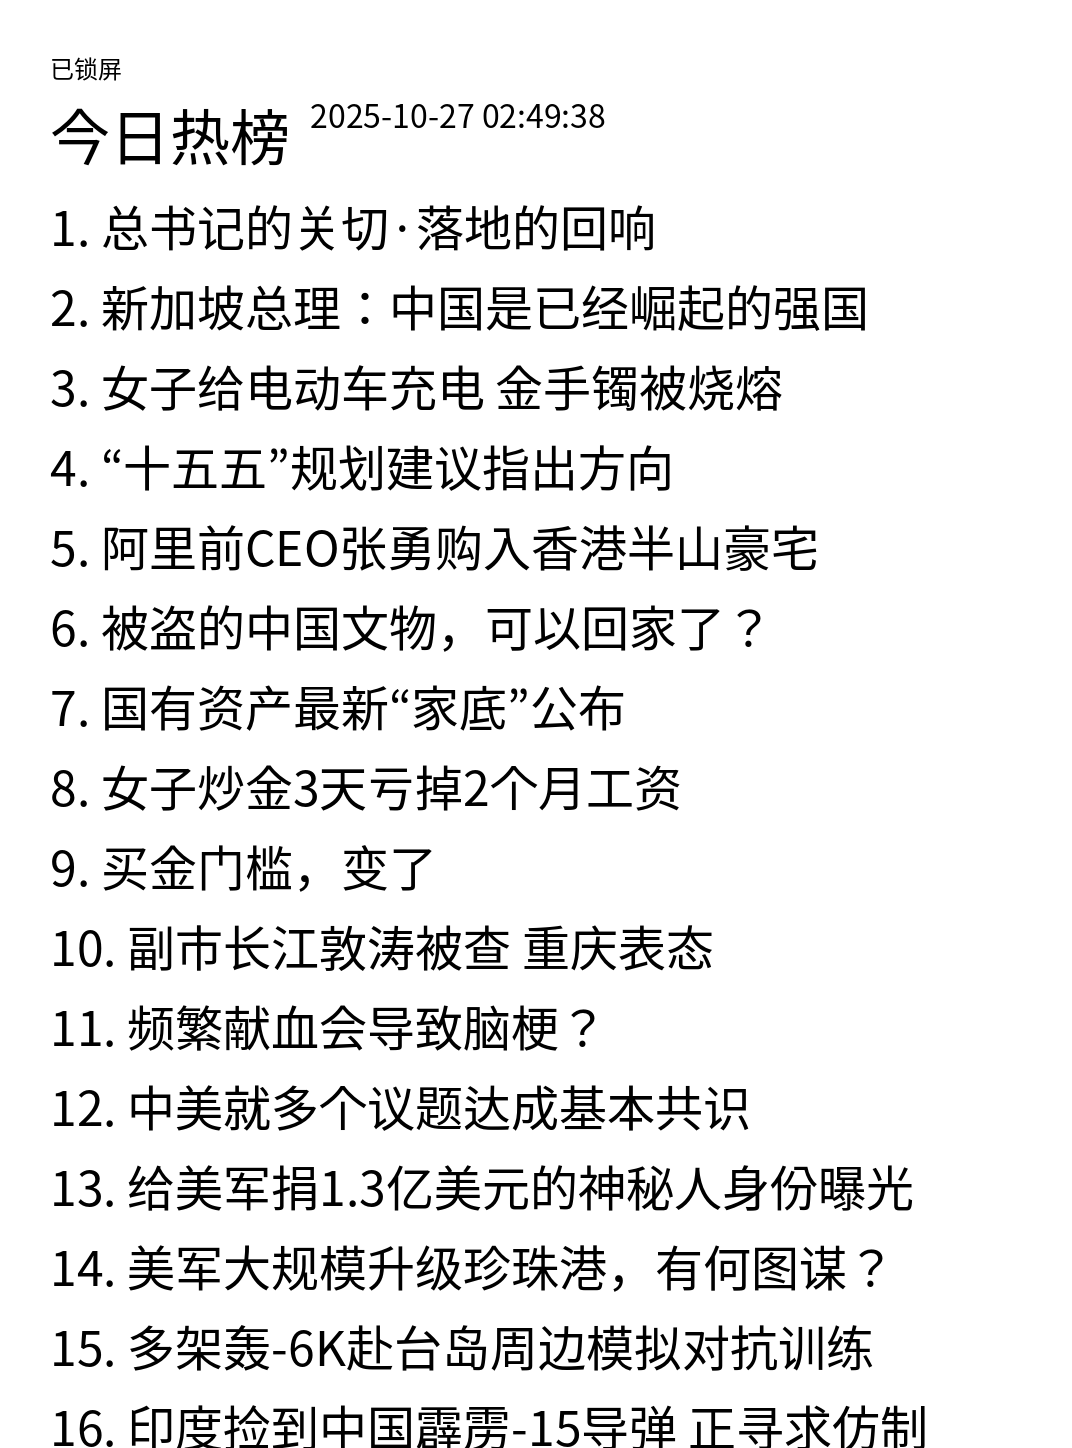 已锁屏
今日热榜 2025-10-27 02:49:38
1. 总书记的关切·落地的回响
2. 新加坡总理：中国是已经崛起的强国
3. 女子给电动车充电 金手镯被烧熔
4. “十五五”规划建议指出方向
5. 阿里前CEO张勇购入香港半山豪宅
6. 被盗的中国文物，可以回家了？
7. 国有资产最新“家底”公布
8. 女子炒金3天亏掉2个月工资
9. 买金门槛，变了
10. 副市长江敦涛被查 重庆表态
11. 频繁献血会导致脑梗？
12. 中美就多个议题达成基本共识
13. 给美军捐1.3亿美元的神秘人身份曝光
14. 美军大规模升级珍珠港，有何图谋？
15. 多架轰-6K赴台岛周边模拟对抗训练
16. 印度捡到中国霹雳-15导弹 正寻求仿制